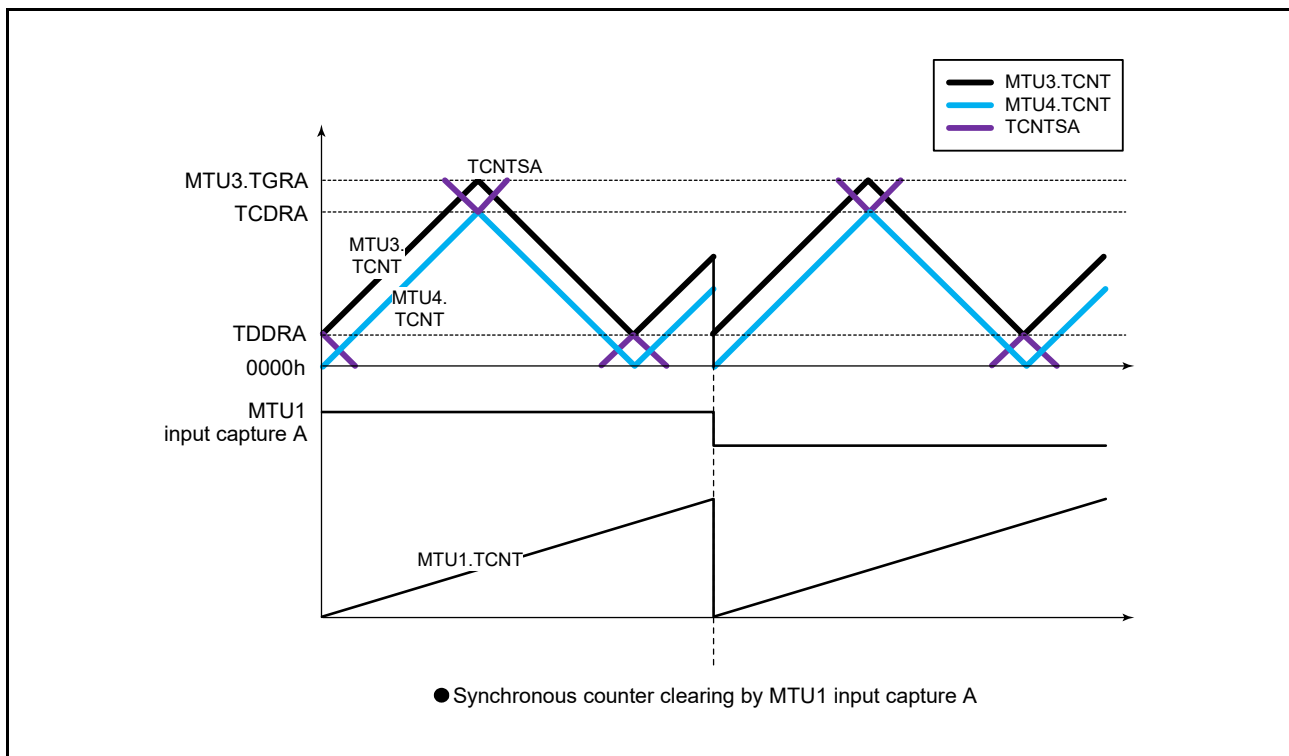 MTU3.TCNT
MTU4.TCNT
TCNTSA
TCNTSA
MTU3.TGRA
TCDRA
MTU3.
TCNT
MTU4.
TCNT
TDDRA
0000h
MTU1
input capture A
MTU1.TCNT
●Synchronous counter clearing by MTU1 input capture A